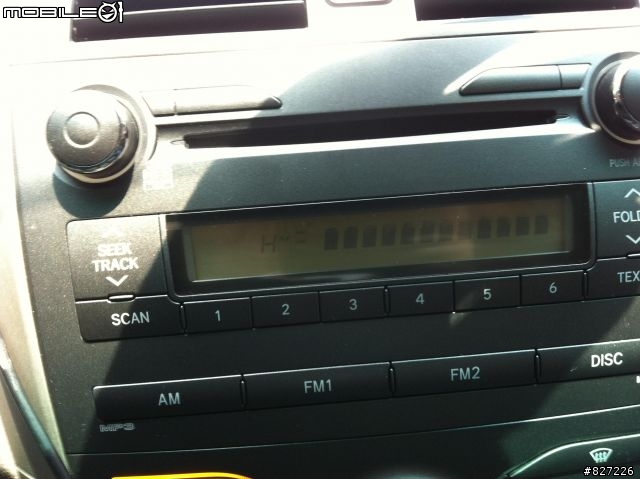 MOBILE01
PUSH A
SEEK
TRACK
FOLD
TEX
SCAN
1
2
3
4
5
6
AM
FM1
FM2
DISC
MP3
#827226